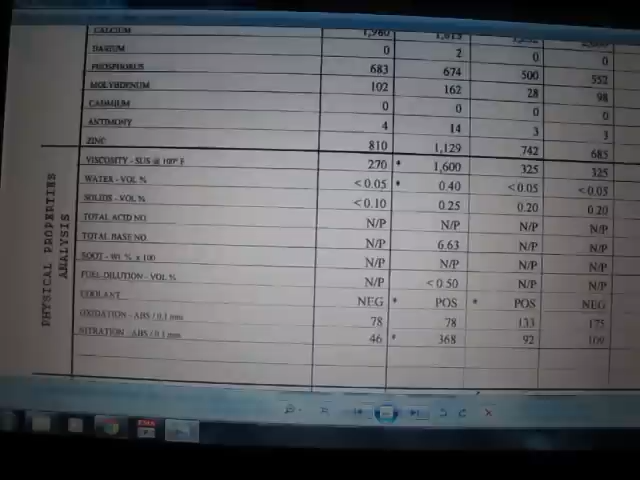 CALCIUM 1,980 1,813
BARIUM 0 2 0 0
PHOSPHORUS 683 674 500 552
MOLYBDENUM 102 162 28 98
CADMIUM 0 0 0 0
ANTIMONY 4 14 3 3
ZINC 810 1,129 742 685
PHYSICAL PROPERTIES
ANALYSIS
VISCOSITY - SUS @ 100° F 270 * 1,600 325 325
WATER - VOL % <0.05 * 0.40 <0.05 <0.05
SOLIDS - VOL % <0.10 0.25 0.20 0.20
TOTAL ACID NO N/P N/P N/P N/P
TOTAL BASE NO N/P 6.63 N/P N/P
SOOT - Wt % x 100 N/P N/P N/P N/P
FUEL DILUTION - VOL % N/P <0.50 N/P N/P
COOLANT NEG * POS * POS NEG
OXIDATION - ABS / 0.1 mm 78 78 133 175
NITRATION - ABS / 0.1 mm 46 * 368 92 109